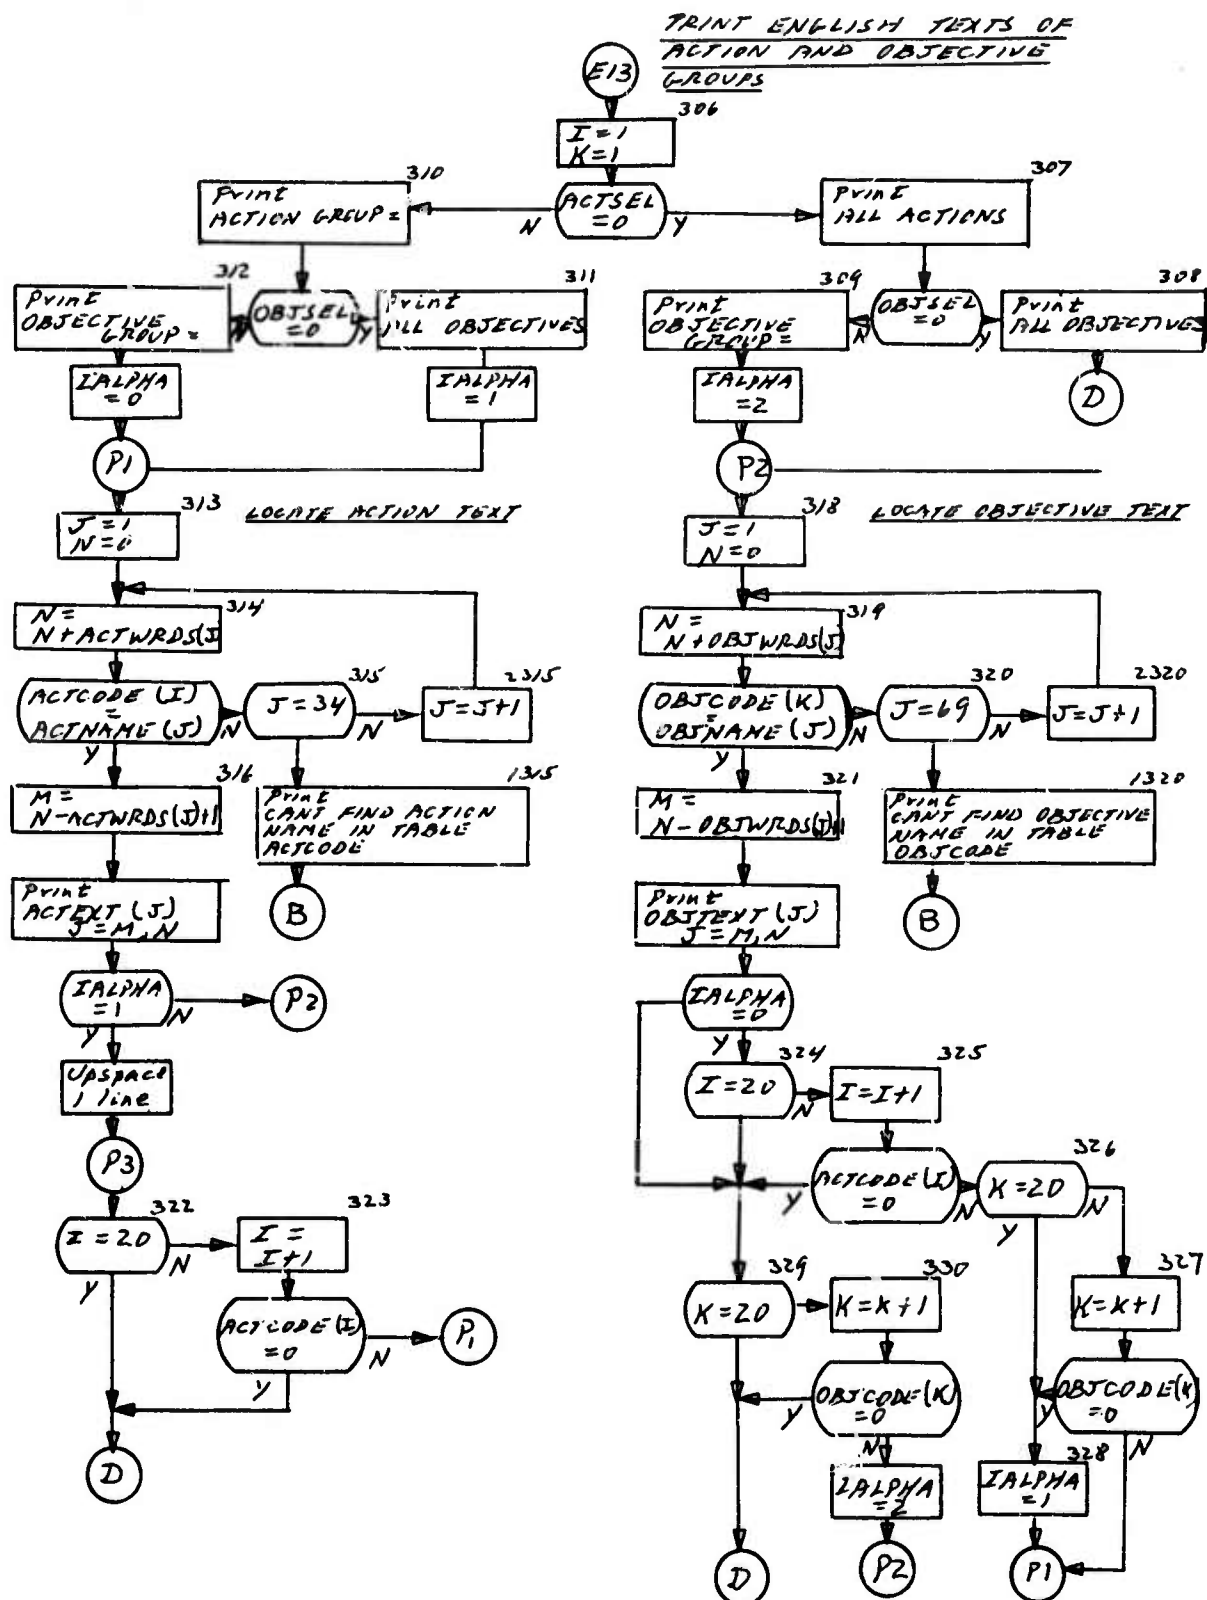 PRINT ENGLISH TEXTS OF
ACTION AND OBJECTIVE
GROUPS
E13
306
I=1
K=1
310
Print
ACTION GROUP=
ACTSEL
=0
N
Y
307
Print
ALL ACTIONS
312
Print
OBJECTIVE
GROUP=
OBJSEL
=0
Y
311
Print
ALL OBJECTIVES
309
Print
OBJECTIVE
GROUP=
N
OBJSEL
=0
Y
308
Print
ALL OBJECTIVES
IALPHA
=0
IALPHA
=1
IALPHA
=2
D
P1
P2
313
J=1
N=0
LOCATE ACTION TEXT
318
J=1
N=0
LOCATE OBJECTIVE TEXT
314
N=
N+ACTWRDS(J
319
N=
N+OBJWRDS(J)
ACTCODE(I)
=
ACTNAME(J)
N
Y
315
J=34
N
2315
J=J+1
OBJCODE(K)
=
OBJNAME(J)
N
Y
320
J=69
N
2320
J=J+1
316
M=
N-ACTWRDS(J)+1
1315
Print
CANT FIND ACTION
NAME IN TABLE
ACTCODE
321
M=
N-OBJWRDS(J)+1
1320
Print
CANT FIND OBJECTIVE
NAME IN TABLE
OBJCODE
Print
ACTEXT(J)
J=M,N
B
Print
OBJTEXT(J)
J=M,N
B
IALPHA
=1
N
Y
P2
IALPHA
=0
Y
Upspace
1 line
324
I=20
N
325
I=I+1
P3
ACTCODE(I)
=0
Y
N
326
K=20
N
Y
322
I=20
N
Y
323
I=
I+1
329
K=20
330
K=K+1
327
K=K+1
ACTCODE(I)
=0
N
Y
P1
OBJCODE(K)
=0
Y
N
OBJCODE(K)
=0
Y
N
D
IALPHA
=2
328
IALPHA
=1
D
P2
P1